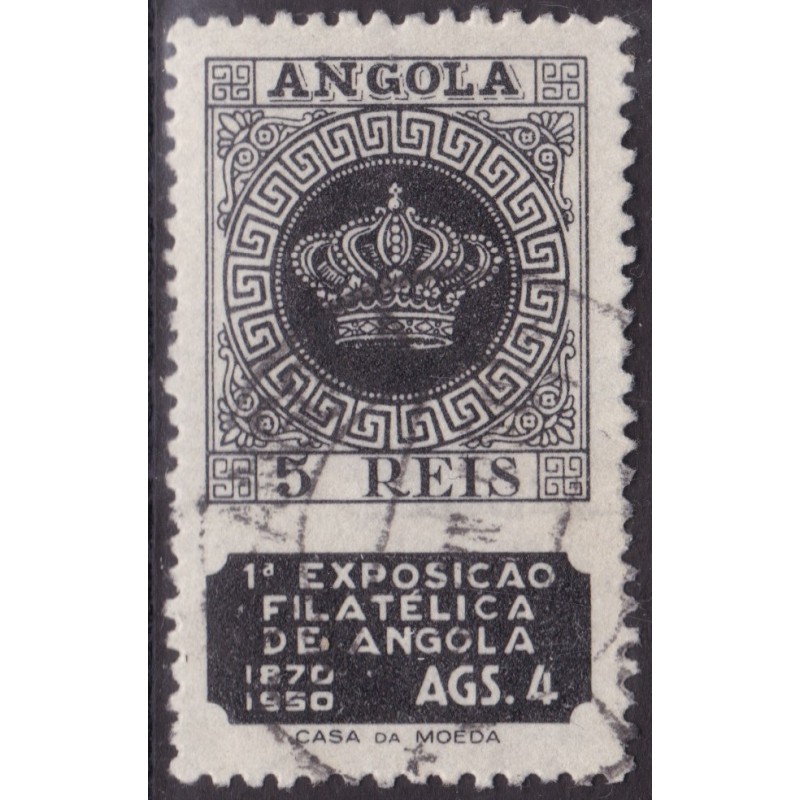 ANGOLA
5 REIS
1ª EXPOSICAO
FILATÉLICA
DE ANGOLA
1870
1950 AGS. 4
CASA DA MOEDA